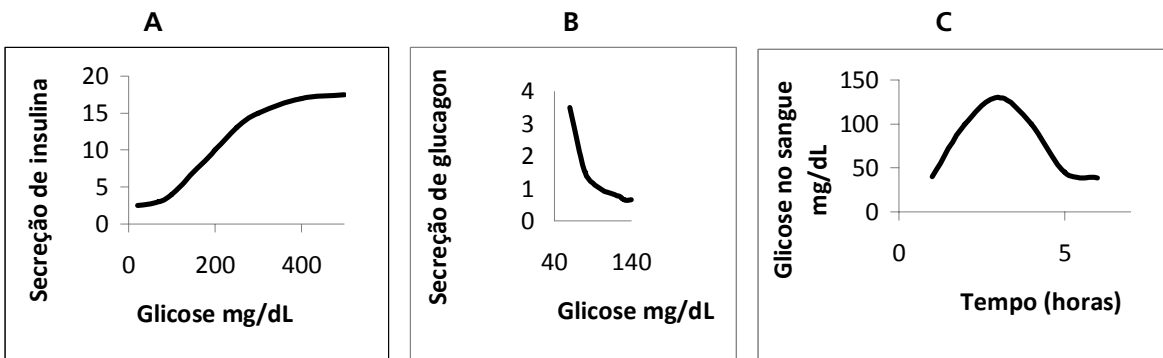 A
Secreção de insulina
20
15
10
5
0
0 200 400
Glicose mg/dL
B
Secreção de glucagon
4
3
2
1
0
40 140
Glicose mg/dL
C
Glicose no sangue
mg/dL
150
100
50
0
0 5
Tempo (horas)